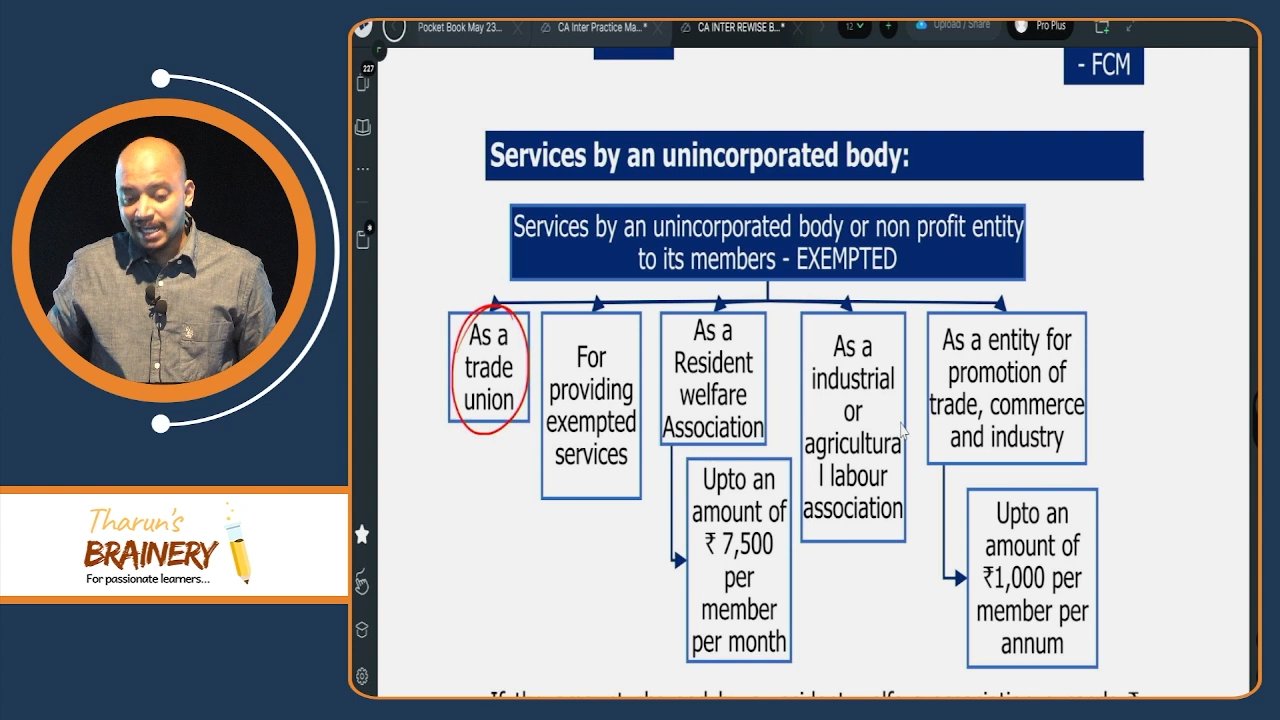 Pocket Book May 23...
CA Inter Practice Ma...*
CA INTER REWISE B...*
12
Upload / Share
Pro Plus
227
- FCM
Services by an unincorporated body:
Services by an unincorporated body or non profit entity
to its members - EXEMPTED
As a
trade
union
For
providing
exempted
services
As a
Resident
welfare
Association
Upto an
amount of
₹ 7,500
per
member
per month
As a
industrial
or
agricultura
l labour
association
As a entity for
promotion of
trade, commerce
and industry
Upto an
amount of
₹1,000 per
member per
annum
Tharun's
BRAINERY
For passionate learners...